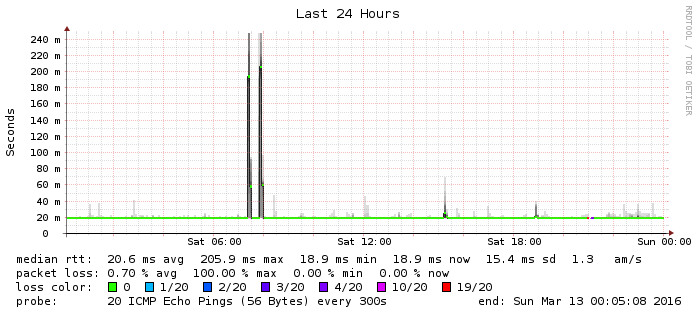 Last 24 Hours
RRDTOOL / TOBI OETIKER
Seconds
240 m
220 m
200 m
180 m
160 m
140 m
120 m
100 m
80 m
60 m
40 m
20 m
0
Sat 06:00 Sat 12:00 Sat 18:00 Sun 00:00
median rtt: 20.6 ms avg 205.9 ms max 18.9 ms min 18.9 ms now 15.4 ms sd 1.3 am/s
packet loss: 0.70 % avg 100.00 % max 0.00 % min 0.00 % now
loss color: 0 1/20 2/20 3/20 4/20 10/20 19/20
probe: 20 ICMP Echo Pings (56 Bytes) every 300s end: Sun Mar 13 00:05:08 2016